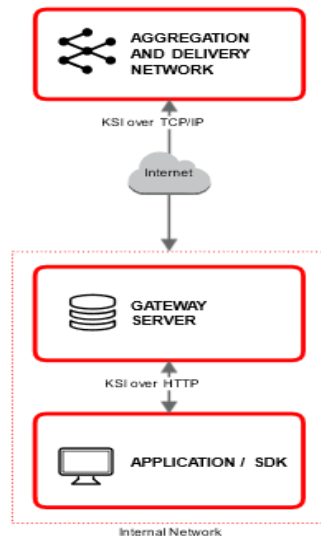 AGGREGATION
AND DELIVERY
NETWORK
KSI over TCP/IP
Internet
GATEWAY
SERVER
KSI over HTTP
APPLICATION / SDK
Internal Network